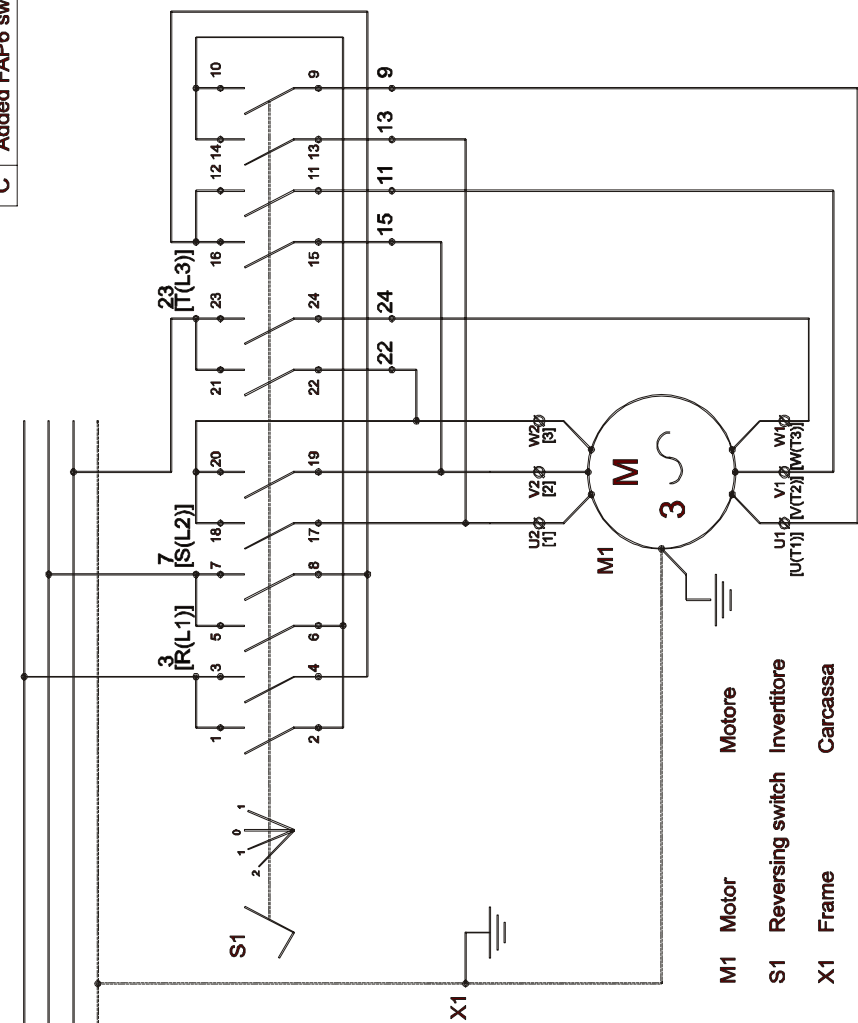 C Added FAP6 sw
10 9 9
14 13 13
12 11 11
16 15 15
23 [T(L3)]
23 24 24
21 22 22
20 19
18 17
7 [S(L2)]
7 8
5 6
3 [R(L1)]
3 4
1 2
1
0
1
2
S1
X1
W2 [3]
V2 [2]
U2 [1]
M
3
M1
W1 [W(T3)]
V1 [V(T2)]
U1 [U(T1)]
M1 Motor Motore
S1 Reversing switch Invertitore
X1 Frame Carcassa